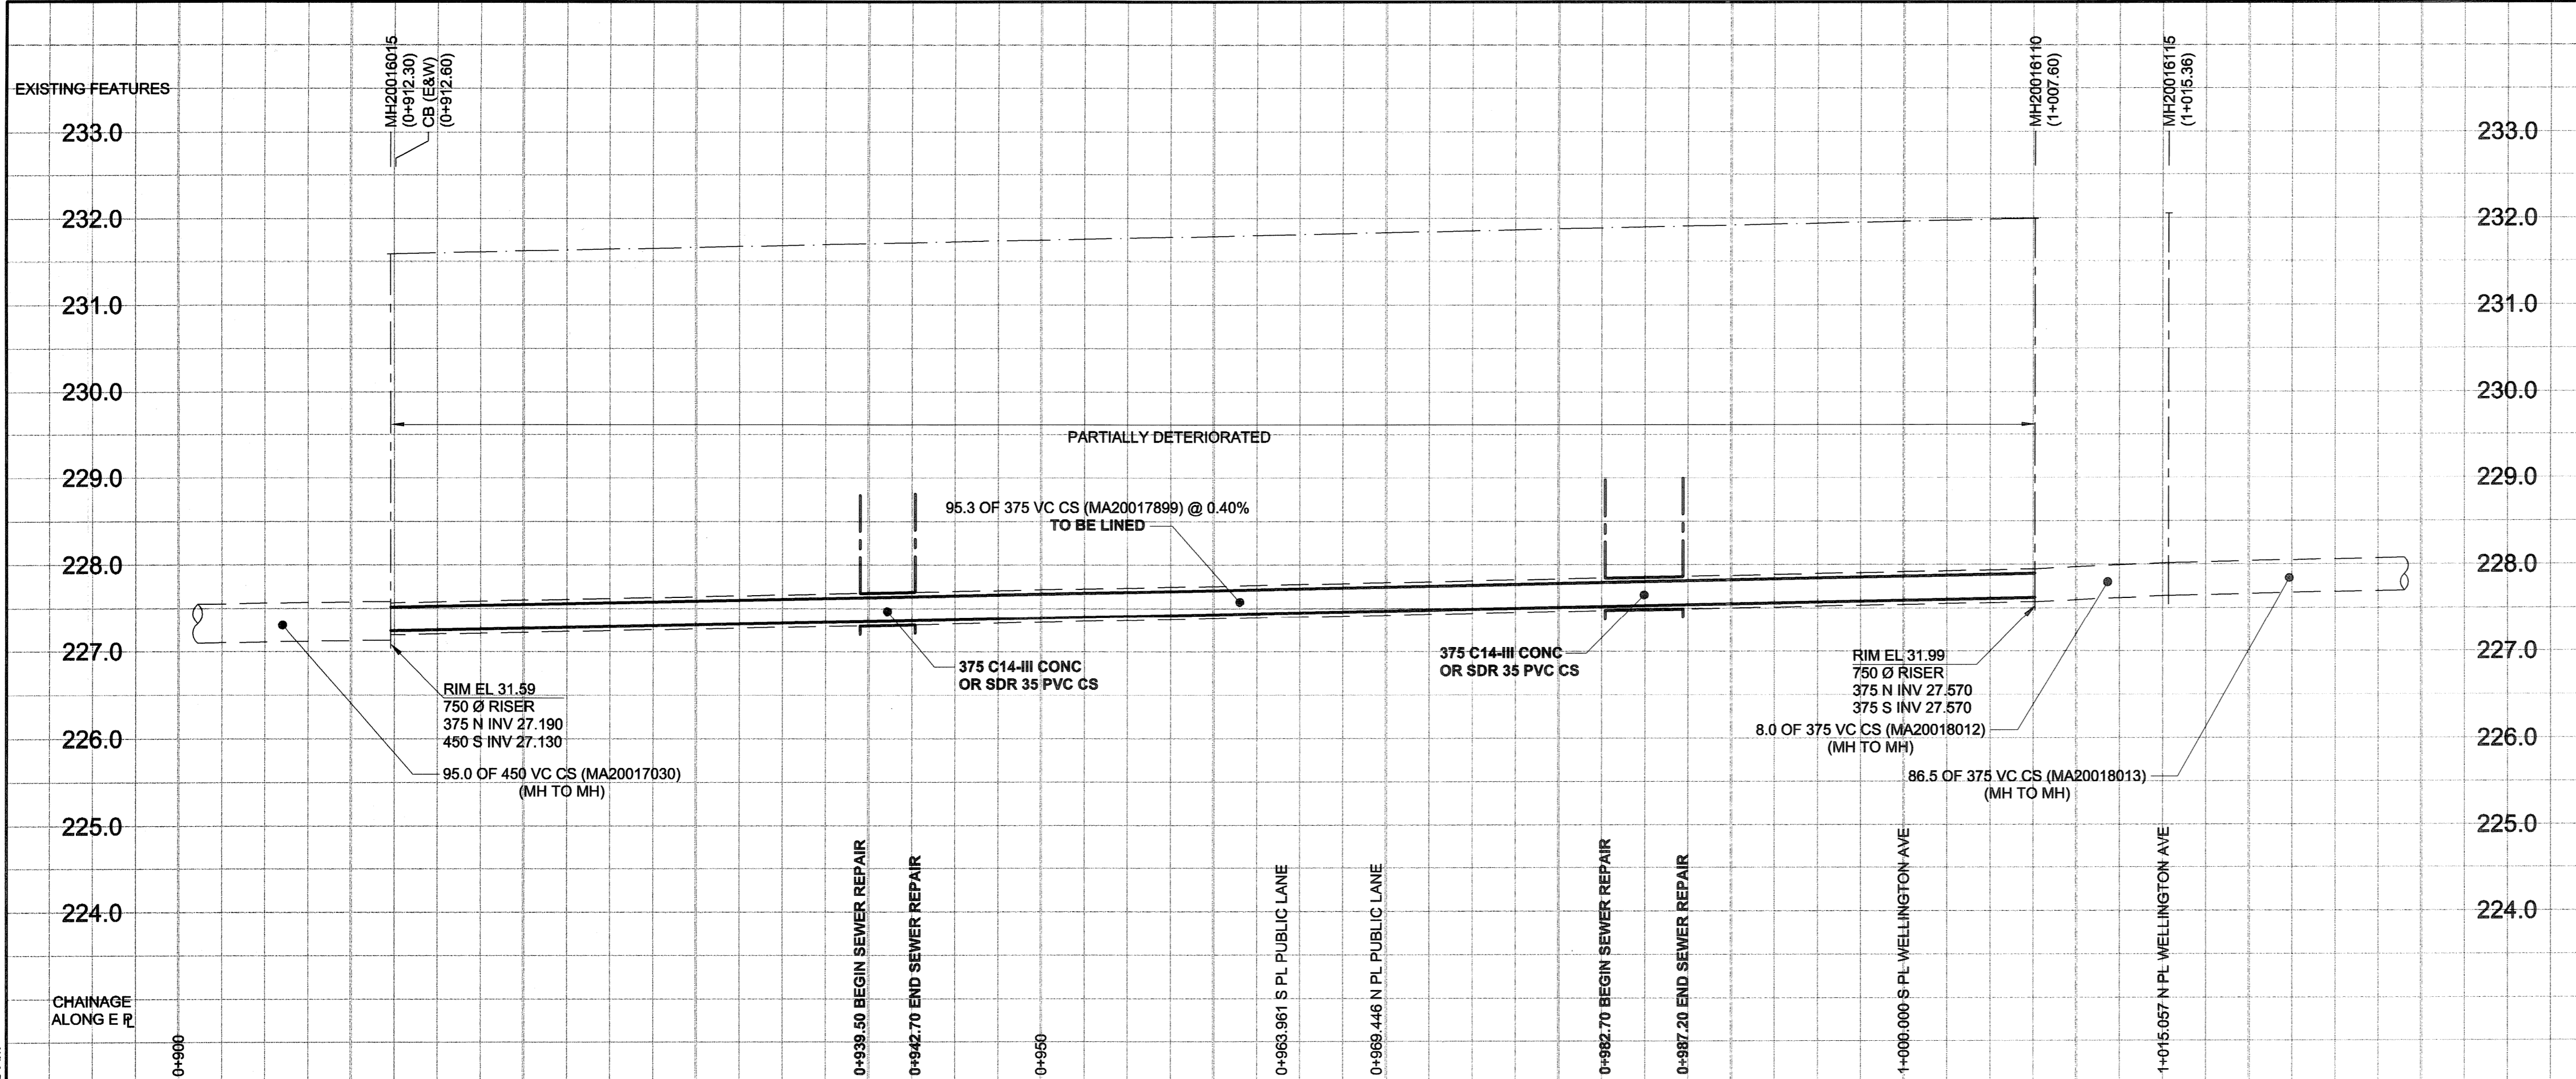 MH20016015
(0+912.30)
CB (E&W)
(0+912.60)
MH20016110
(1+007.60)
MH20016115
(1+015.36)
EXISTING FEATURES
233.0
233.0
232.0
232.0
231.0
231.0
230.0
230.0
PARTIALLY DETERIORATED
229.0
229.0
95.3 OF 375 VC CS (MA20017899) @ 0.40%
TO BE LINED
228.0
228.0
227.0
227.0
375 C14-III CONC
OR SDR 35 PVC CS
375 C14-III CONC
OR SDR 35 PVC CS
RIM EL 31.59
750 Ø RISER
375 N INV 27.190
450 S INV 27.130
RIM EL 31.99
750 Ø RISER
375 N INV 27.570
375 S INV 27.570
226.0
226.0
8.0 OF 375 VC CS (MA20018012)
(MH TO MH)
95.0 OF 450 VC CS (MA20017030)
(MH TO MH)
86.5 OF 375 VC CS (MA20018013)
(MH TO MH)
225.0
225.0
224.0
224.0
CHAINAGE
ALONG E PL
0+900
0+939.50 BEGIN SEWER REPAIR
0+942.70 END SEWER REPAIR
0+950
0+963.961 S PL PUBLIC LANE
0+969.446 N PL PUBLIC LANE
0+982.70 BEGIN SEWER REPAIR
0+987.20 END SEWER REPAIR
1+000.000 S PL WELLINGTON AVE
1+015.057 N PL WELLINGTON AVE